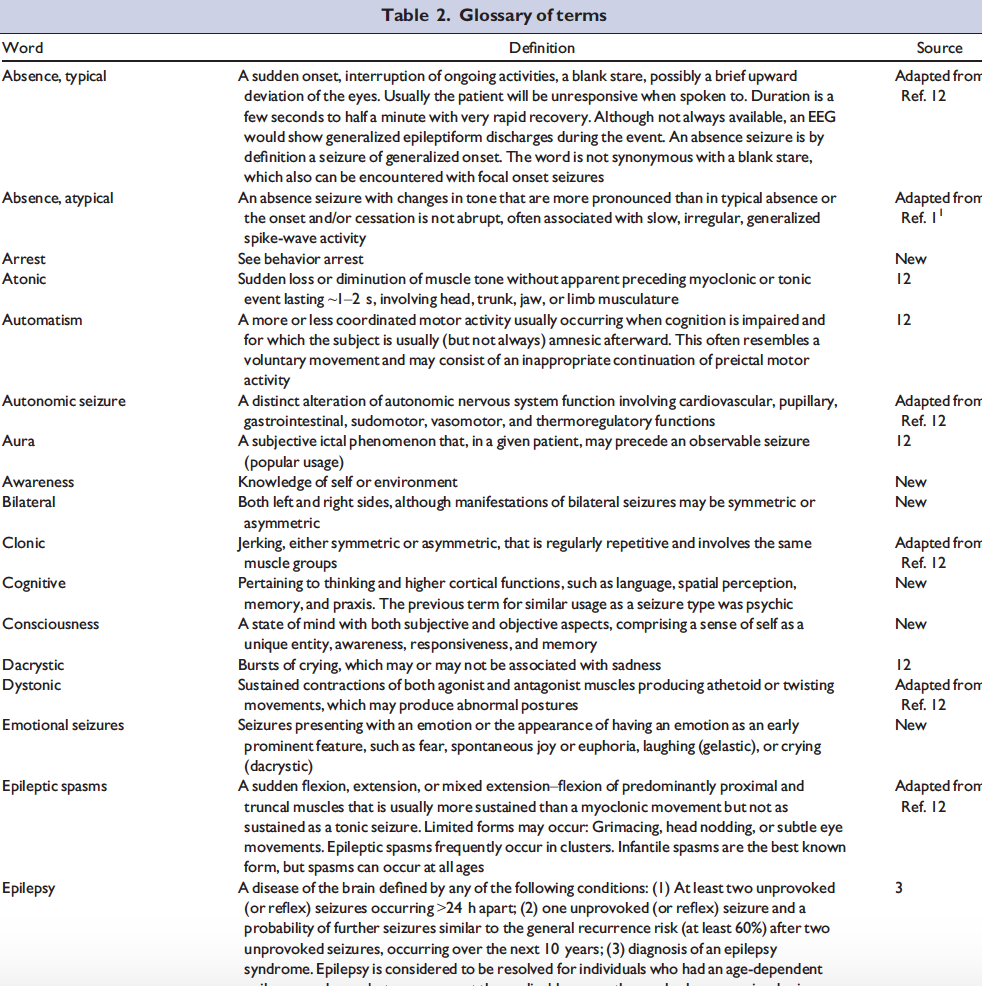 Table 2. Glossary of terms
Word Definition Source
Absence, typical A sudden onset, interruption of ongoing activities, a blank stare, possibly a brief upward Adapted from
deviation of the eyes. Usually the patient will be unresponsive when spoken to. Duration is a Ref. 12
few seconds to half a minute with very rapid recovery. Although not always available, an EEG
would show generalized epileptiform discharges during the event. An absence seizure is by
definition a seizure of generalized onset. The word is not synonymous with a blank stare,
which also can be encountered with focal onset seizures
Absence, atypical An absence seizure with changes in tone that are more pronounced than in typical absence or Adapted from
the onset and/or cessation is not abrupt, often associated with slow, irregular, generalized Ref. 1¹
spike-wave activity
Arrest See behavior arrest New
Atonic Sudden loss or diminution of muscle tone without apparent preceding myoclonic or tonic 12
event lasting ~1–2 s, involving head, trunk, jaw, or limb musculature
Automatism A more or less coordinated motor activity usually occurring when cognition is impaired and 12
for which the subject is usually (but not always) amnesic afterward. This often resembles a
voluntary movement and may consist of an inappropriate continuation of preictal motor
activity
Autonomic seizure A distinct alteration of autonomic nervous system function involving cardiovascular, pupillary, Adapted from
gastrointestinal, sudomotor, vasomotor, and thermoregulatory functions Ref. 12
Aura A subjective ictal phenomenon that, in a given patient, may precede an observable seizure 12
(popular usage)
Awareness Knowledge of self or environment New
Bilateral Both left and right sides, although manifestations of bilateral seizures may be symmetric or New
asymmetric
Clonic Jerking, either symmetric or asymmetric, that is regularly repetitive and involves the same Adapted from
muscle groups Ref. 12
Cognitive Pertaining to thinking and higher cortical functions, such as language, spatial perception, New
memory, and praxis. The previous term for similar usage as a seizure type was psychic
Consciousness A state of mind with both subjective and objective aspects, comprising a sense of self as a New
unique entity, awareness, responsiveness, and memory
Dacrystic Bursts of crying, which may or may not be associated with sadness 12
Dystonic Sustained contractions of both agonist and antagonist muscles producing athetoid or twisting Adapted from
movements, which may produce abnormal postures Ref. 12
Emotional seizures Seizures presenting with an emotion or the appearance of having an emotion as an early New
prominent feature, such as fear, spontaneous joy or euphoria, laughing (gelastic), or crying
(dacrystic)
Epileptic spasms A sudden flexion, extension, or mixed extension–flexion of predominantly proximal and Adapted from
truncal muscles that is usually more sustained than a myoclonic movement but not as Ref. 12
sustained as a tonic seizure. Limited forms may occur: Grimacing, head nodding, or subtle eye
movements. Epileptic spasms frequently occur in clusters. Infantile spasms are the best known
form, but spasms can occur at all ages
Epilepsy A disease of the brain defined by any of the following conditions: (1) At least two unprovoked 3
(or reflex) seizures occurring >24 h apart; (2) one unprovoked (or reflex) seizure and a
probability of further seizures similar to the general recurrence risk (at least 60%) after two
unprovoked seizures, occurring over the next 10 years; (3) diagnosis of an epilepsy
syndrome. Epilepsy is considered to be resolved for individuals who had an age-dependent